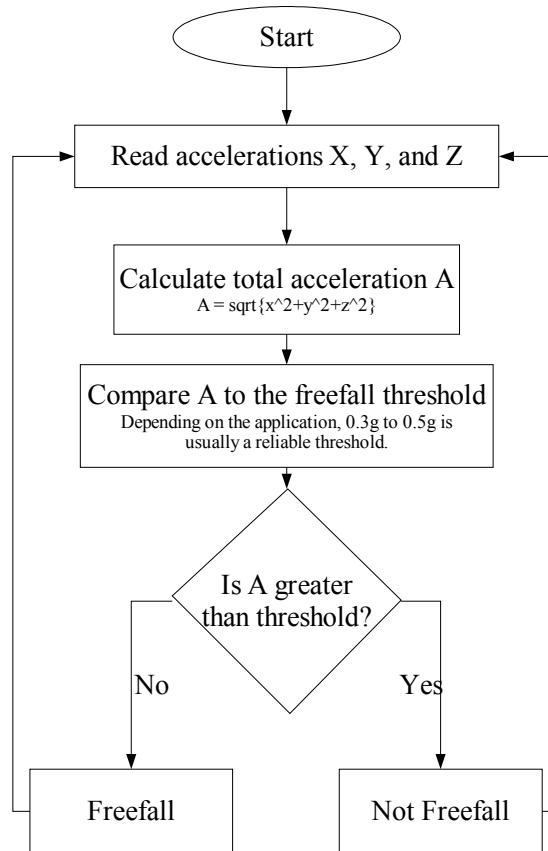 Start
Read accelerations X, Y, and Z
Calculate total acceleration A
A = sqrt{x^2+y^2+z^2}
Compare A to the freefall threshold
Depending on the application, 0.3g to 0.5g is
usually a reliable threshold.
Is A greater
than threshold?
No
Yes
Freefall
Not Freefall